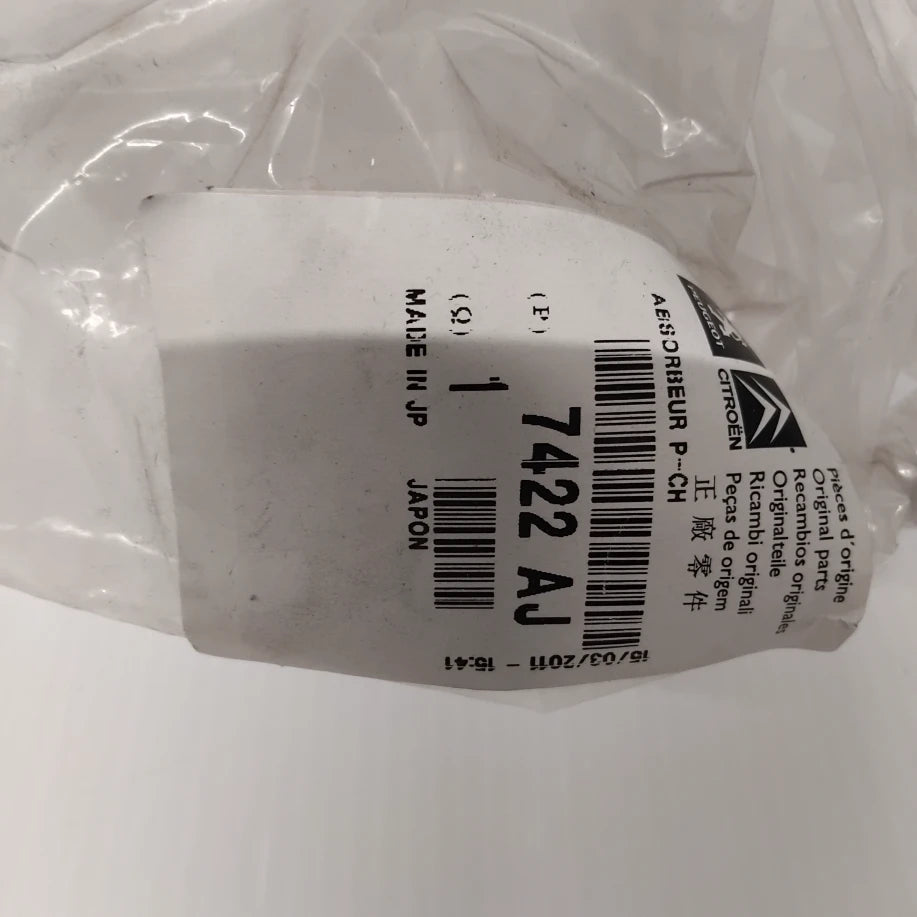 PEUGEOT
CITROËN
Pièces d'origine
Original parts
Recambios originales
Originalteile
Ricambi originali
Peças de origem
正廠零件
ABSORBEUR P-CH
(P) 7422 AJ
(Q) 1
MADE IN JP JAPON
15/03/2011 - 15:41